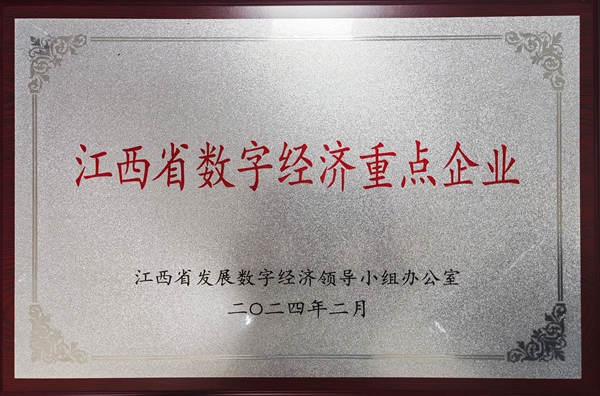 江西省数字经济重点企业
江西省发展数字经济领导小组办公室
二〇二四年二月